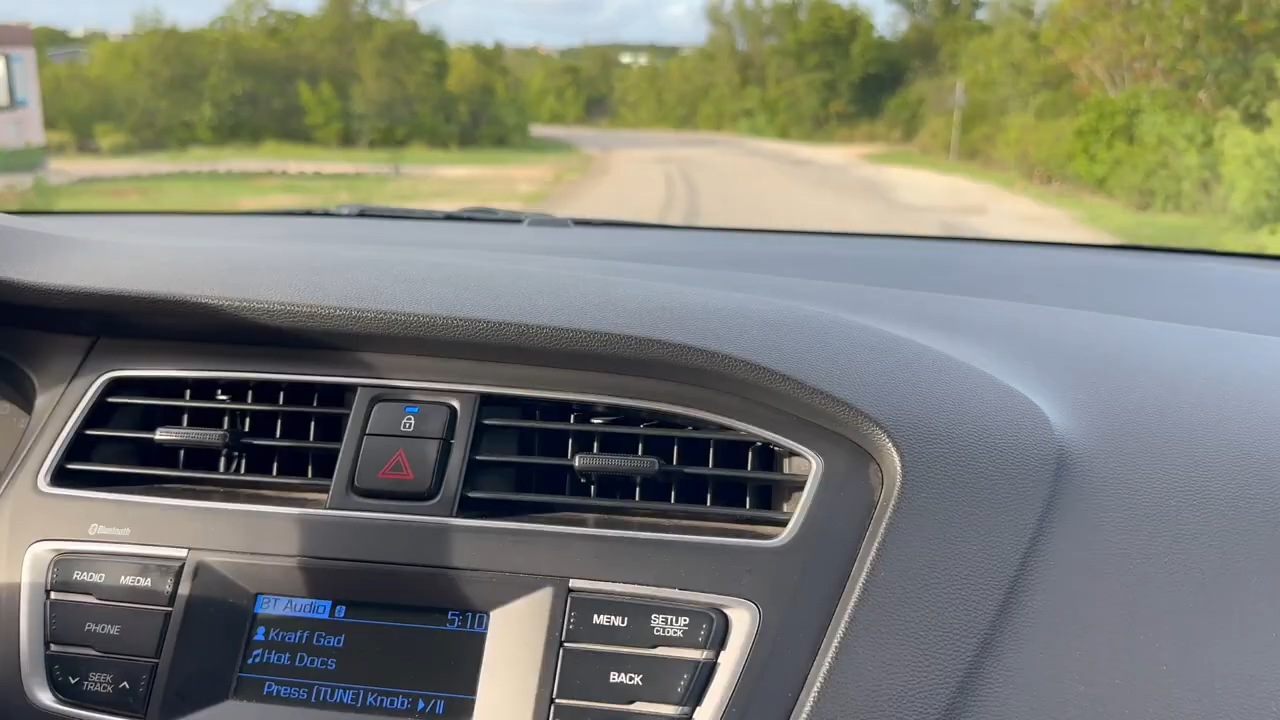 Bluetooth
RADIO MEDIA
PHONE
SEEK
TRACK
BT Audio 5:10
Kraff Gad
Hot Docs
Press [TUNE] Knob:
MENU SETUP
CLOCK
BACK